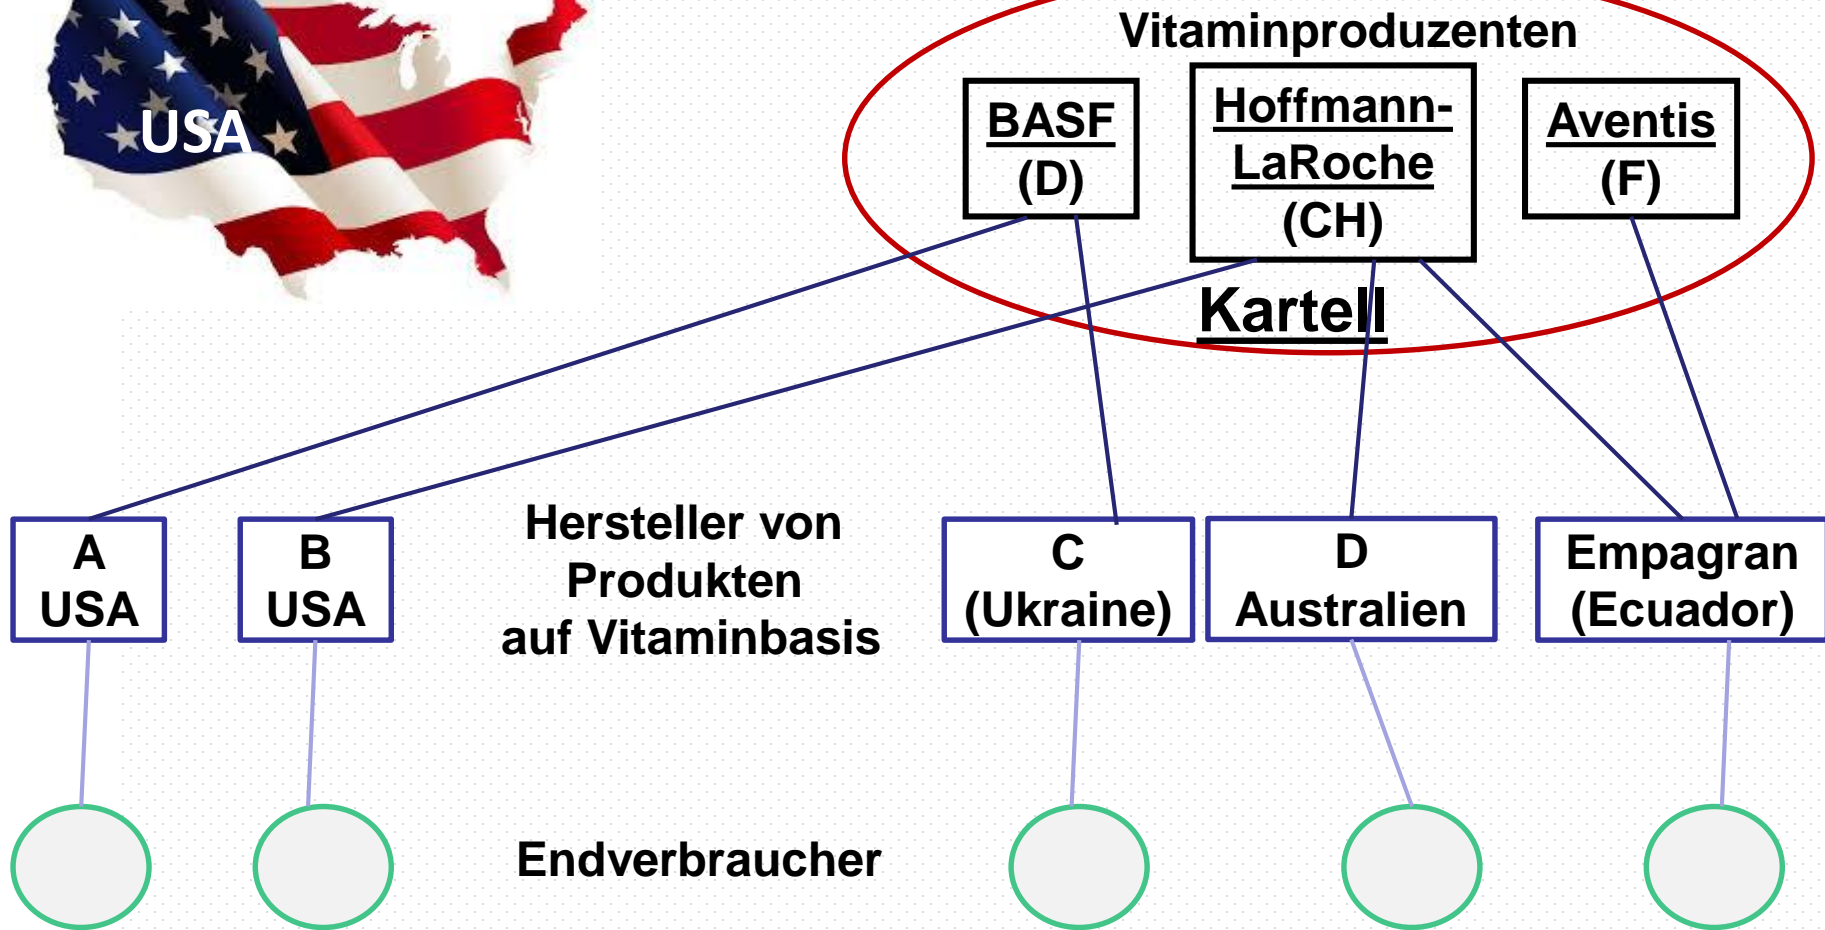 USA
Vitaminproduzenten
BASF
(D)
Hoffmann-
LaRoche
(CH)
Aventis
(F)
Kartell
A
USA
B
USA
Hersteller von
Produkten
auf Vitaminbasis
C
(Ukraine)
D
Australien
Empagran
(Ecuador)
Endverbraucher